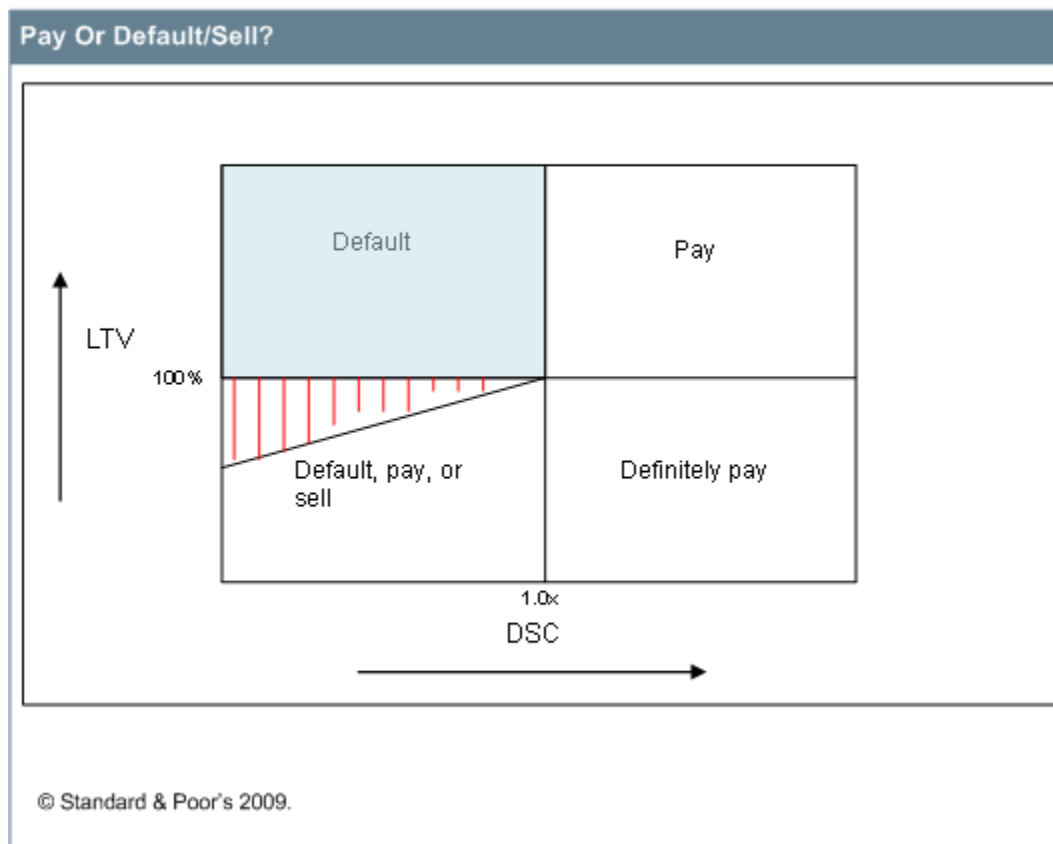 Pay Or Default/Sell?
Default
Pay
LTV
100%
Default, pay, or
sell
Definitely pay
1.0x
DSC
© Standard & Poor's 2009.